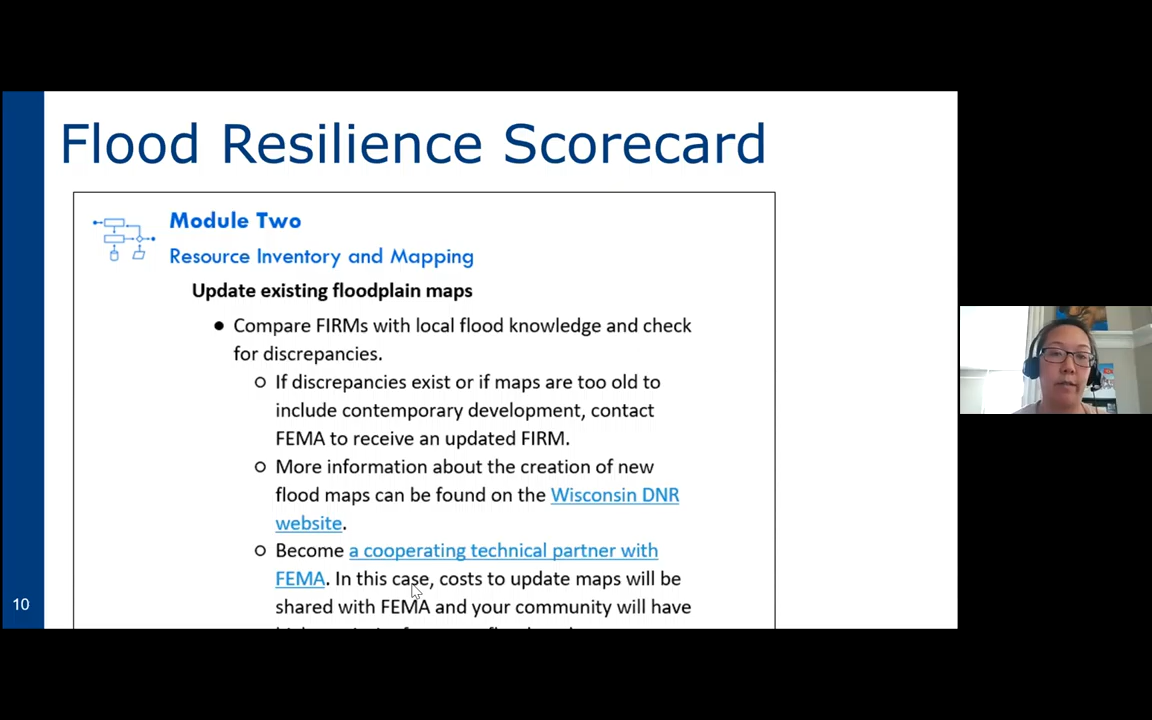 Flood Resilience Scorecard
Module Two
Resource Inventory and Mapping
Update existing floodplain maps
● Compare FIRMs with local flood knowledge and check
for discrepancies.
○ If discrepancies exist or if maps are too old to
include contemporary development, contact
FEMA to receive an updated FIRM.
○ More information about the creation of new
flood maps can be found on the Wisconsin DNR
website.
○ Become a cooperating technical partner with
FEMA. In this case, costs to update maps will be
shared with FEMA and your community will have
10